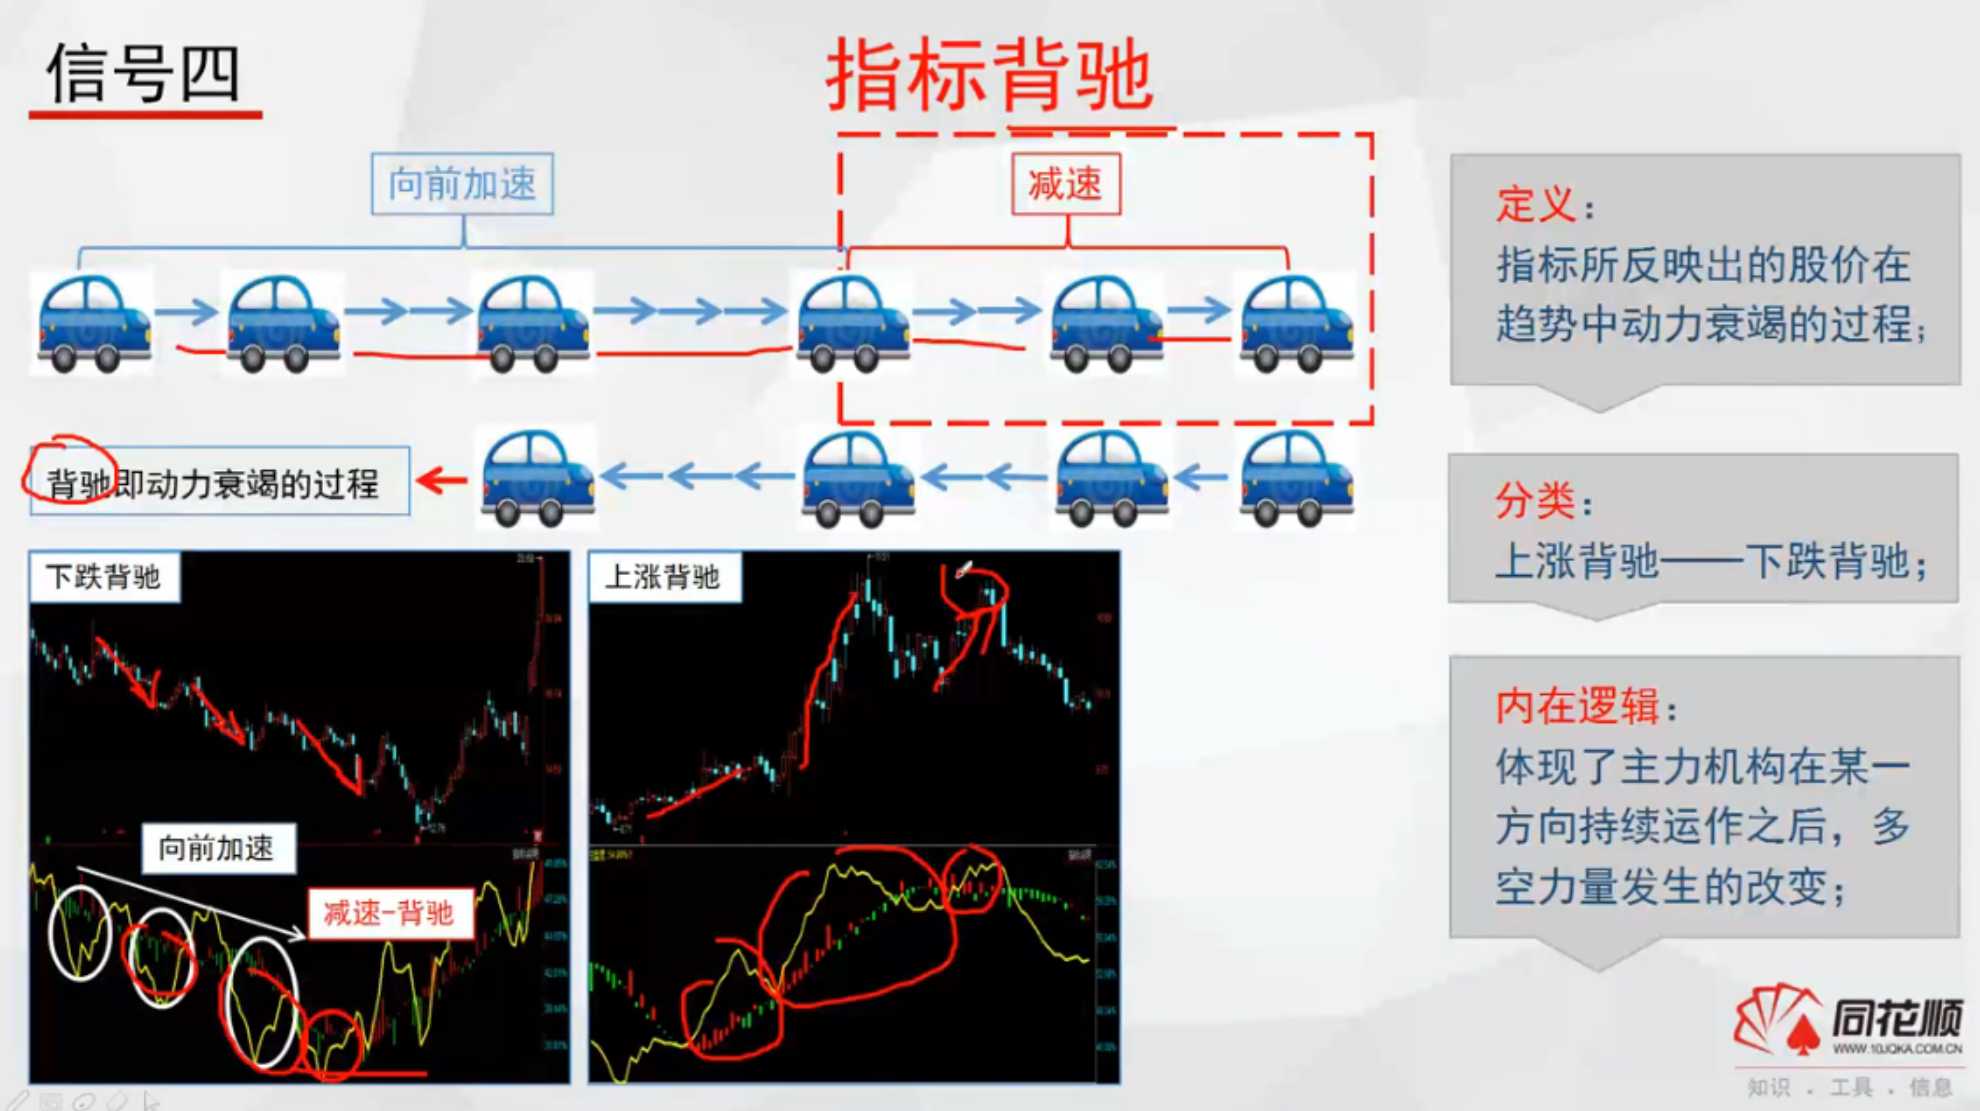 信号四
指标背驰
向前加速
减速
背驰即动力衰竭的过程
下跌背驰
向前加速
减速-背驰
上涨背驰
定义：
指标所反映出的股价在
趋势中动力衰竭的过程；
分类：
上涨背驰——下跌背驰；
内在逻辑：
体现了主力机构在某一
方向持续运作之后，多
空力量发生的改变；
同花顺
WWW.10JQKA.COM.CN
知识 . 工具 . 信息